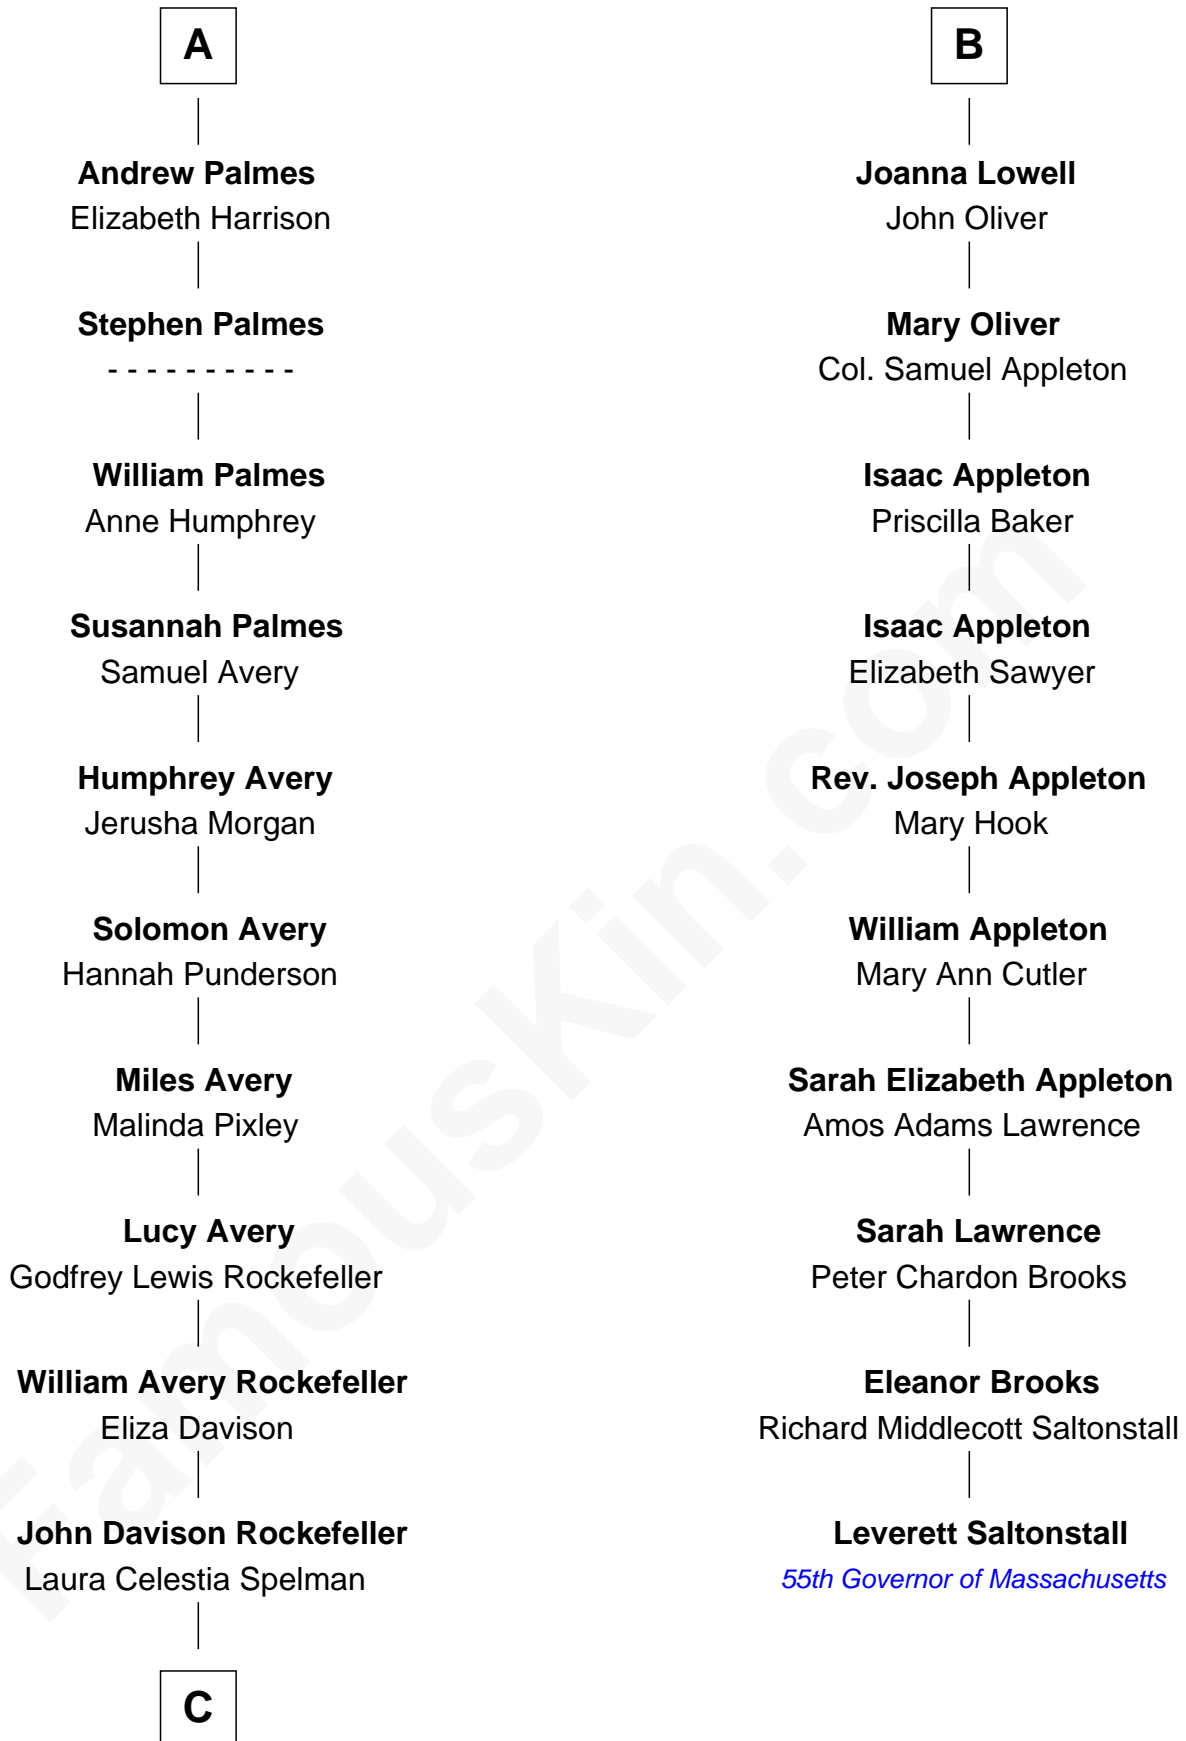 A
Andrew Palmes
Elizabeth Harrison
Stephen Palmes
- - - - - - - - - -
William Palmes
Anne Humphrey
Susannah Palmes
Samuel Avery
Humphrey Avery
Jerusha Morgan
Solomon Avery
Hannah Punderson
Miles Avery
Malinda Pixley
Lucy Avery
Godfrey Lewis Rockefeller
William Avery Rockefeller
Eliza Davison
John Davison Rockefeller
Laura Celestia Spelman
C
B
Joanna Lowell
John Oliver
Mary Oliver
Col. Samuel Appleton
Isaac Appleton
Priscilla Baker
Isaac Appleton
Elizabeth Sawyer
Rev. Joseph Appleton
Mary Hook
William Appleton
Mary Ann Cutler
Sarah Elizabeth Appleton
Amos Adams Lawrence
Sarah Lawrence
Peter Chardon Brooks
Eleanor Brooks
Richard Middlecott Saltonstall
Leverett Saltonstall
55th Governor of Massachusetts
FamousKin.com